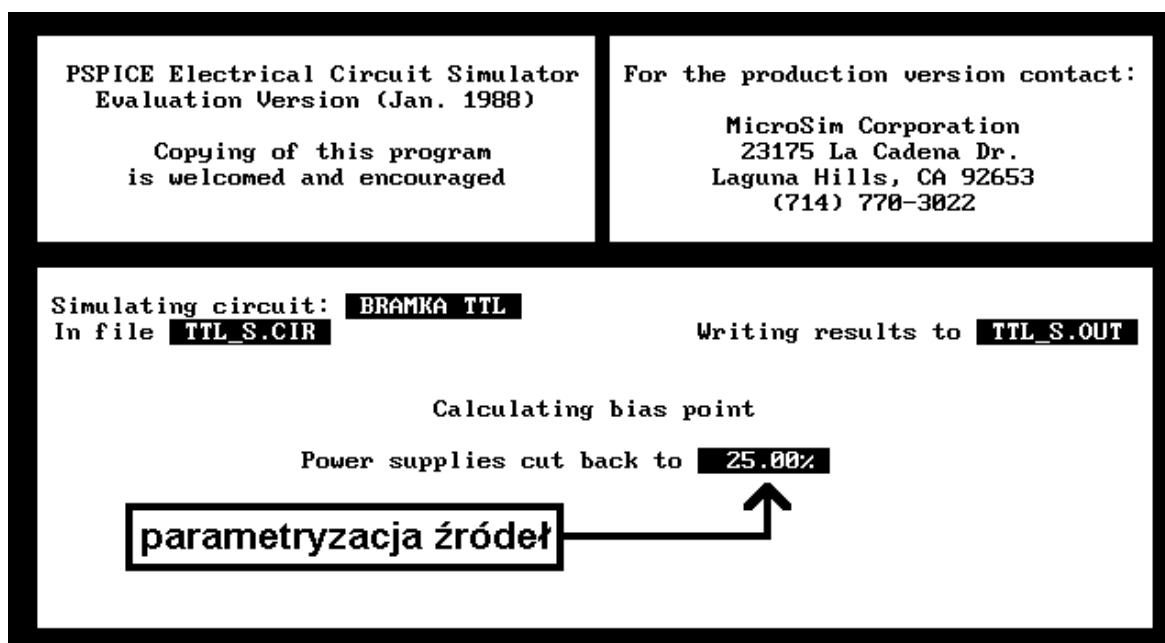 PSPICE Electrical Circuit Simulator
Evaluation Version (Jan. 1988)
Copying of this program
is welcomed and encouraged
For the production version contact:
MicroSim Corporation
23175 La Cadena Dr.
Laguna Hills, CA 92653
(714) 770-3022
Simulating circuit: BRAMKA TTL
In file TTL_S.CIR
Writing results to TTL_S.OUT
Calculating bias point
Power supplies cut back to 25.00%
parametryzacja źródeł